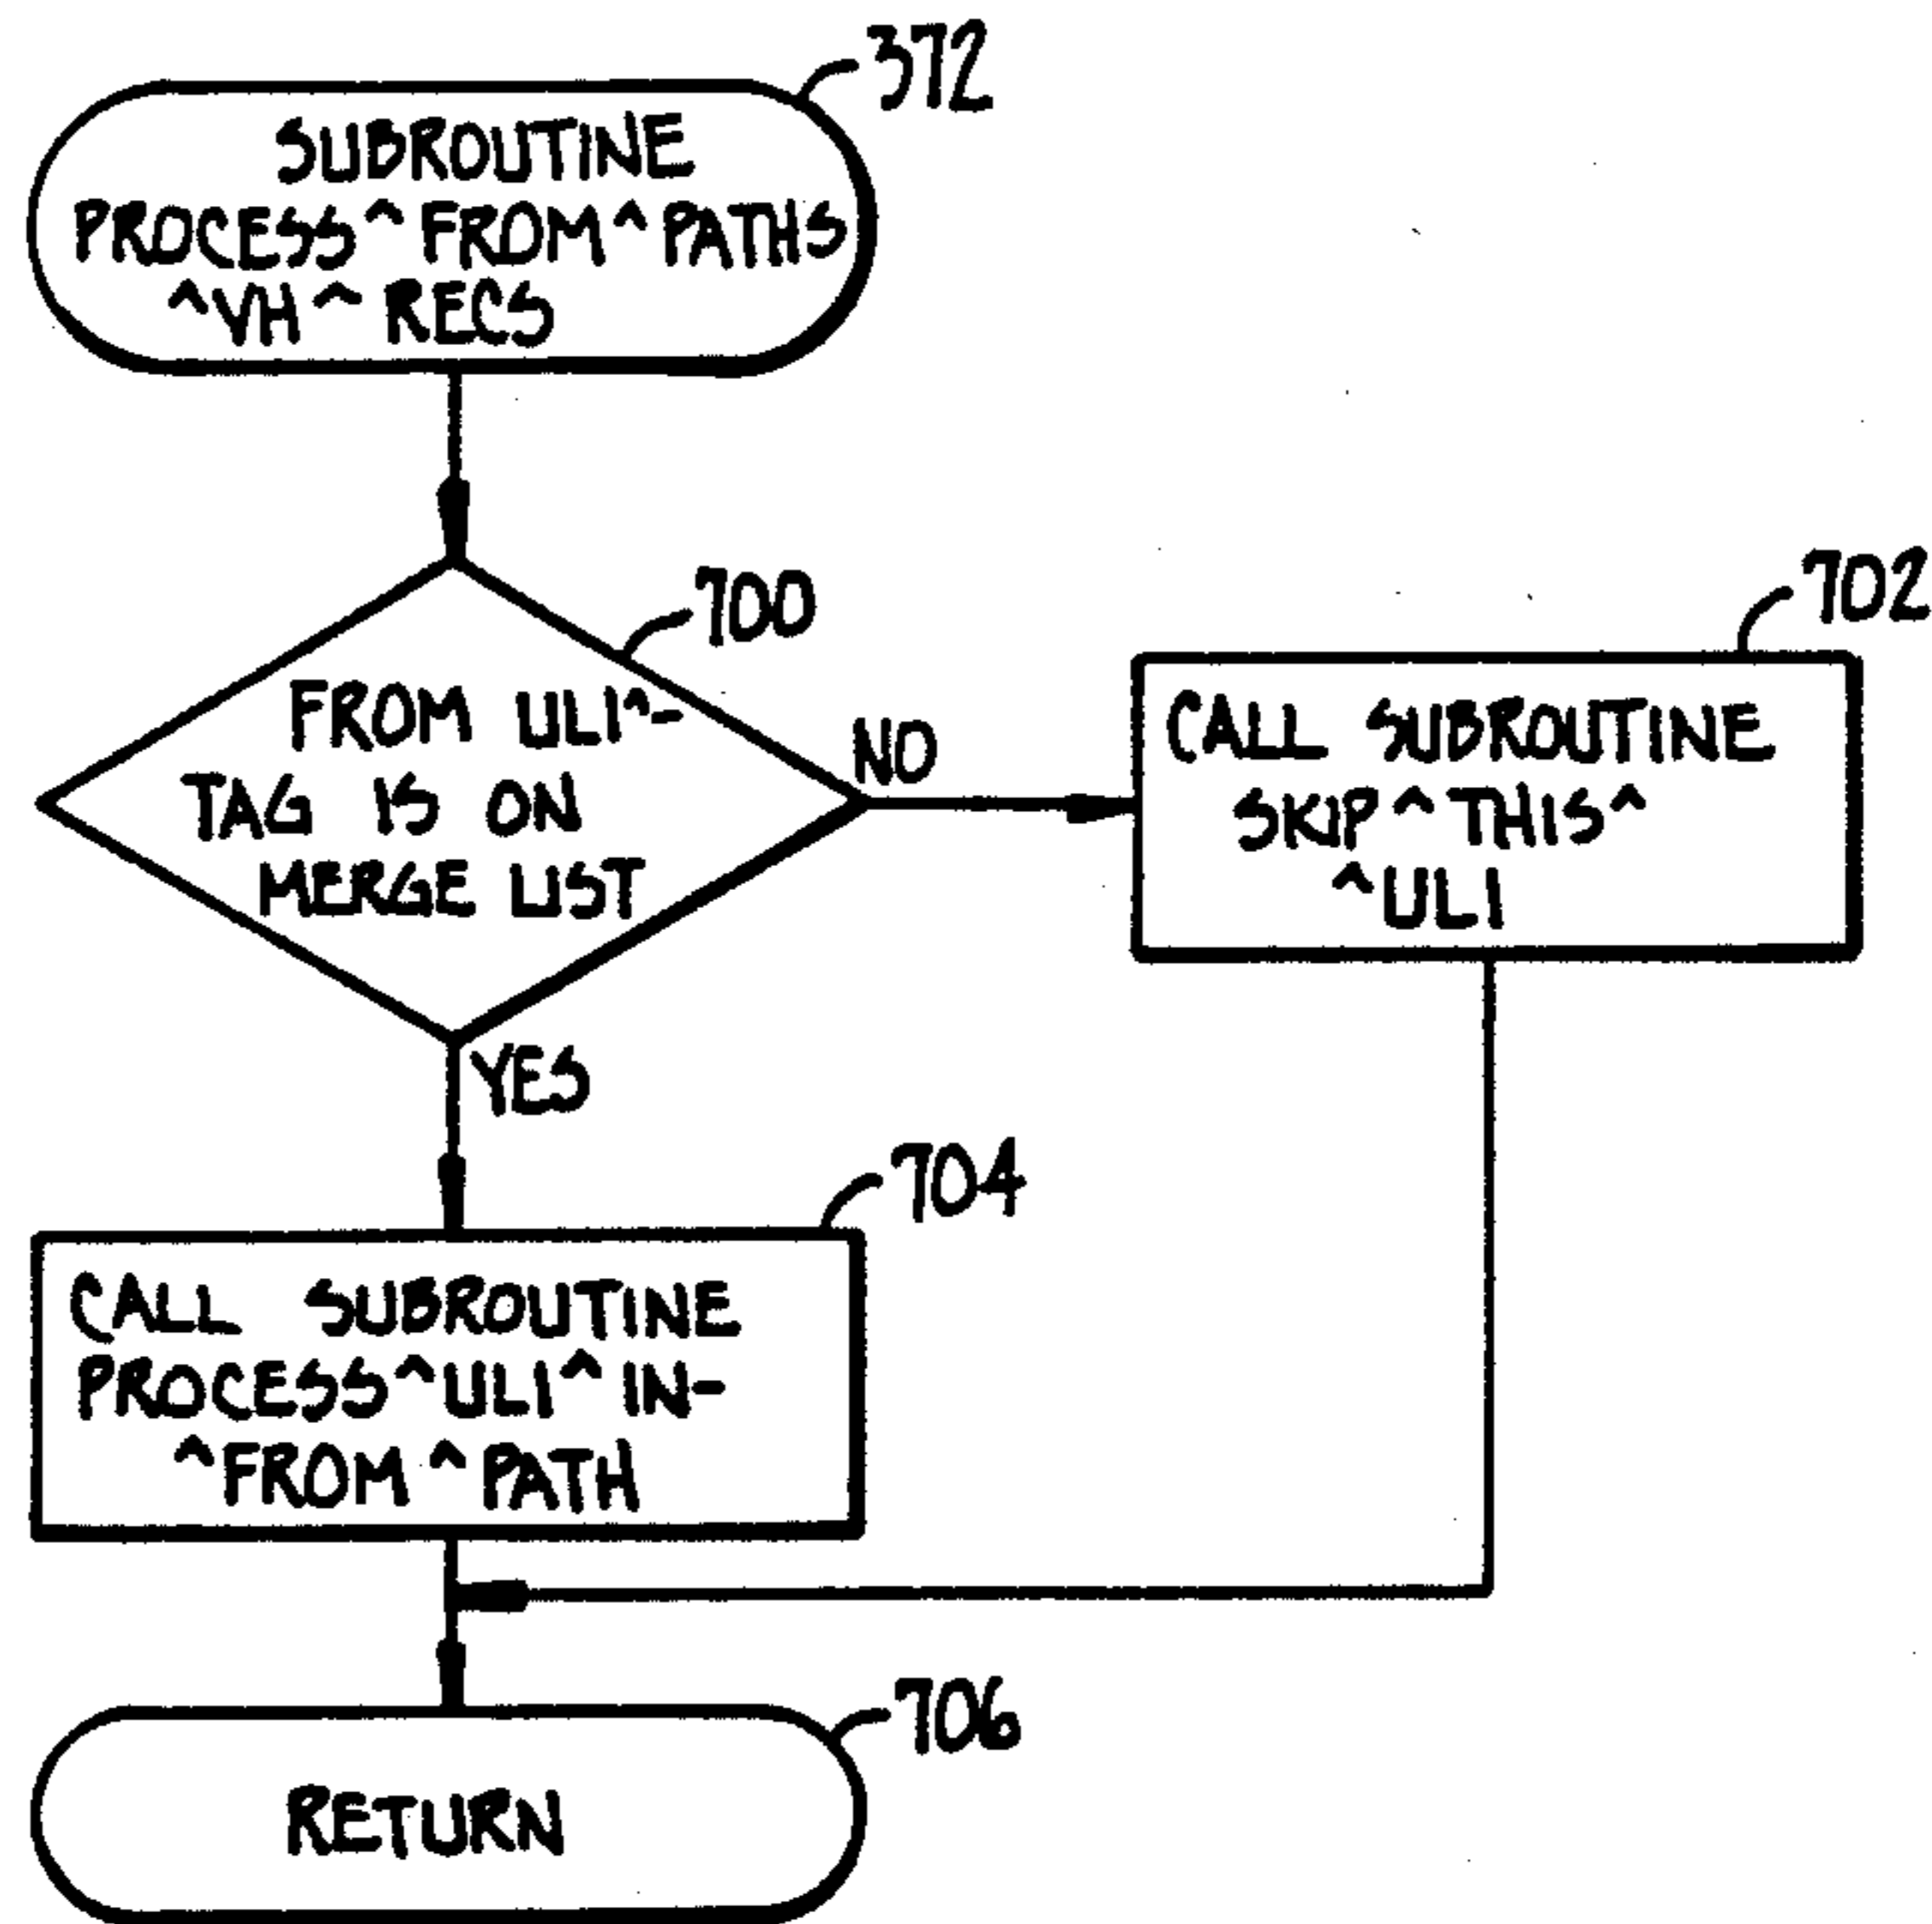 372
SUBROUTINE
PROCESS^FROM^PATHS
^VH^RECS
700
FROM ULI^-
TAG IS ON
MERGE LIST
NO
702
CALL SUBROUTINE
SKIP^THIS^
^ULI
YES
704
CALL SUBROUTINE
PROCESS^ULI^IN-
^FROM^PATH
706
RETURN